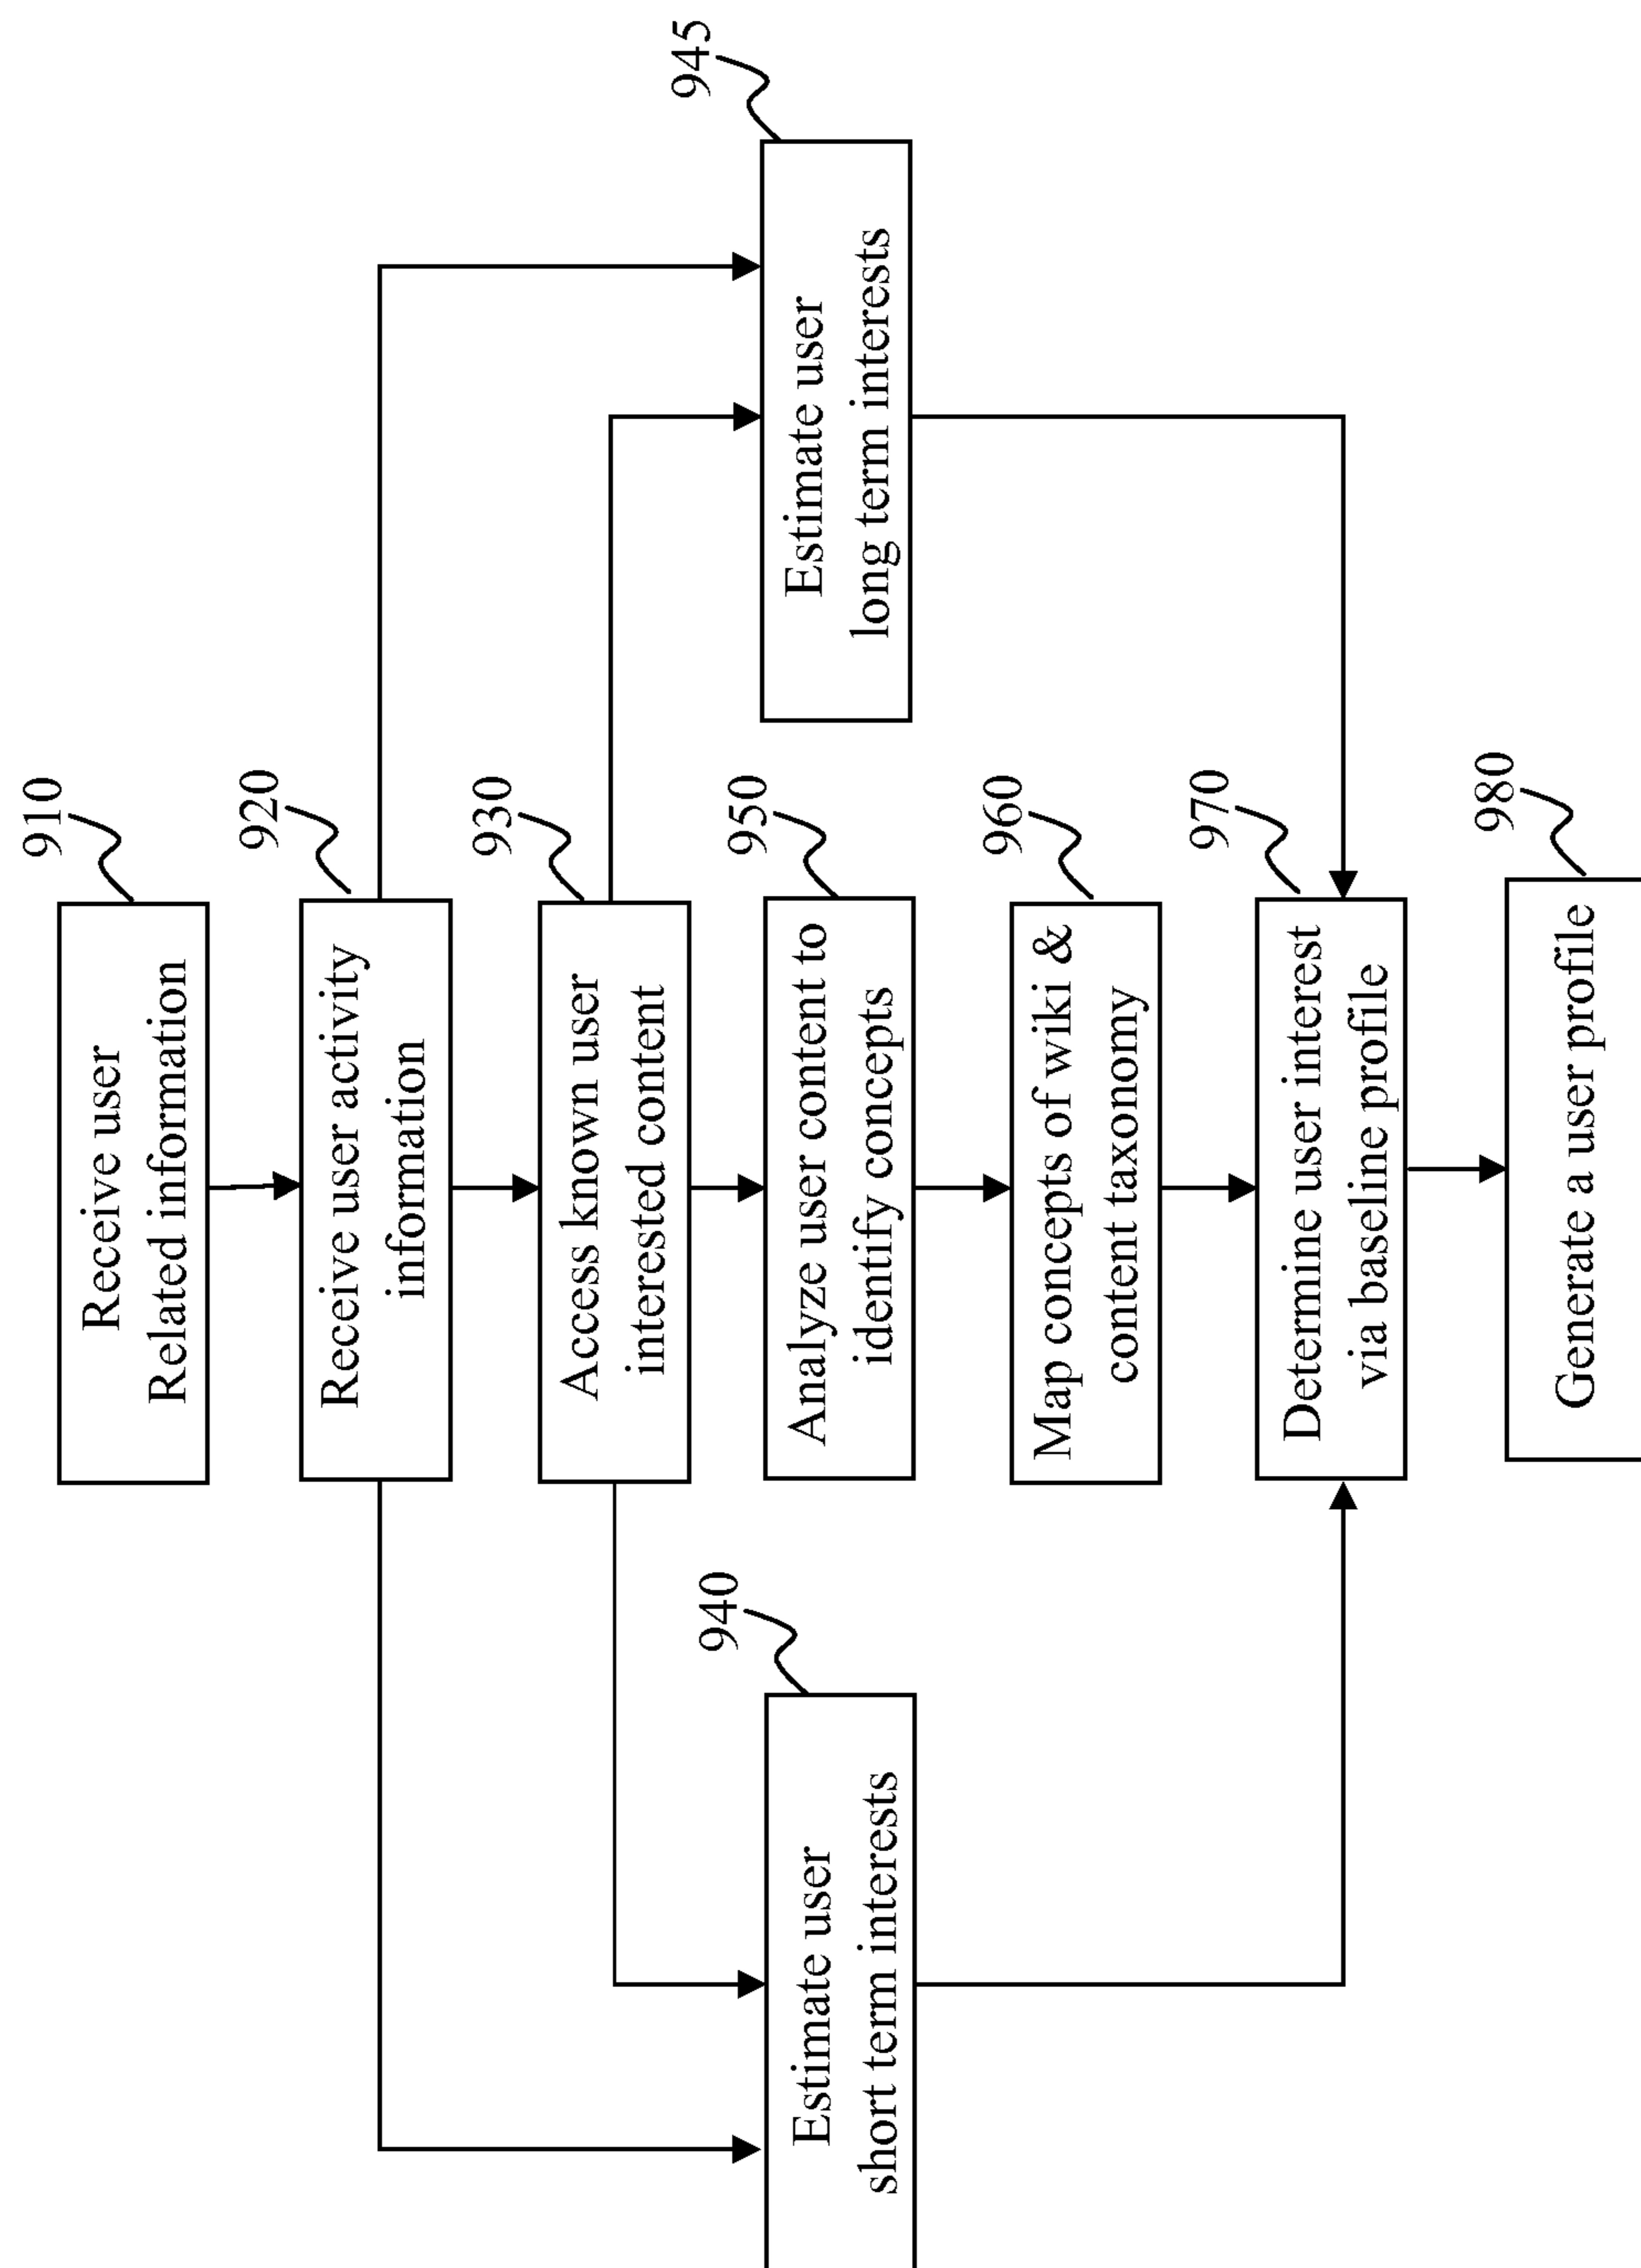 910
Receive user
Related information
920
Receive user activity
information
930
Access known user
interested content
940
Estimate user
short term interests
950
Analyze user content to
identify concepts
945
Estimate user
long term interests
960
Map concepts of wiki &
content taxonomy
970
Determine user interest
via baseline profile
980
Generate a user profile